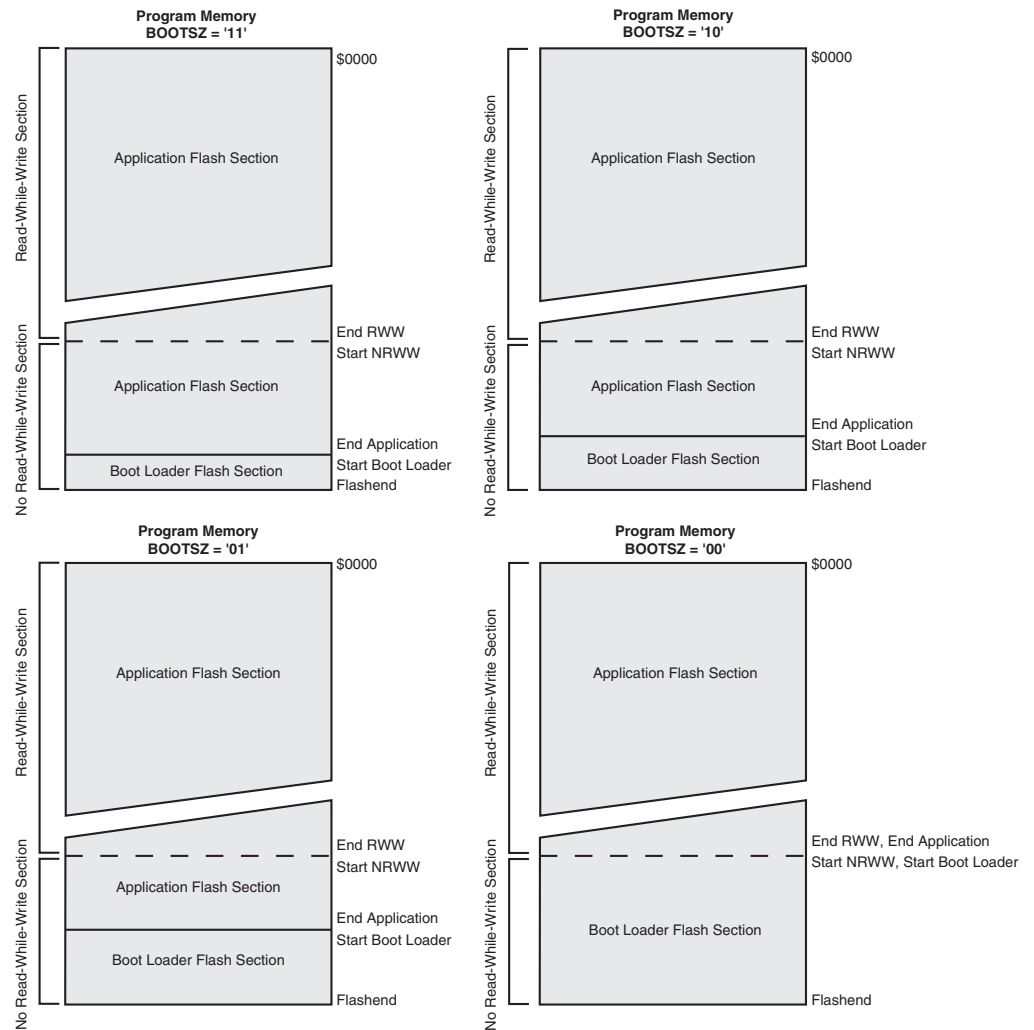 Program Memory
BOOTSZ = '11'
$0000
Read-While-Write Section
Application Flash Section
End RWW
Start NRWW
No Read-While-Write Section
Application Flash Section
End Application
Start Boot Loader
Boot Loader Flash Section
Flashend
Program Memory
BOOTSZ = '10'
$0000
Read-While-Write Section
Application Flash Section
End RWW
Start NRWW
No Read-While-Write Section
Application Flash Section
End Application
Start Boot Loader
Boot Loader Flash Section
Flashend
Program Memory
BOOTSZ = '01'
$0000
Read-While-Write Section
Application Flash Section
End RWW
Start NRWW
No Read-While-Write Section
Application Flash Section
End Application
Start Boot Loader
Boot Loader Flash Section
Flashend
Program Memory
BOOTSZ = '00'
$0000
Read-While-Write Section
Application Flash Section
End RWW, End Application
Start NRWW, Start Boot Loader
No Read-While-Write Section
Boot Loader Flash Section
Flashend